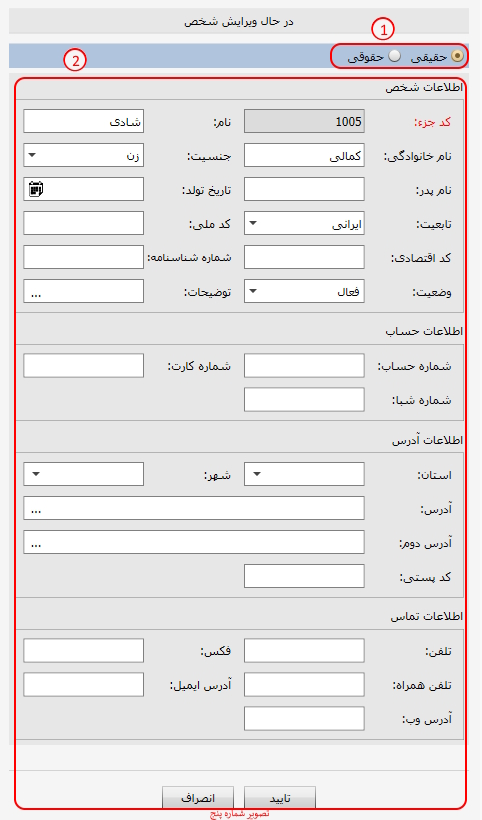 در حال ویرایش شخص
1
حقیقی حقوقی
2
اطلاعات شخص
کد جزء: 1005 نام: شادی
نام خانوادگی: کمالی جنسیت: زن
نام پدر: تاریخ تولد:
تابعیت: ایرانی کد ملی:
کد اقتصادی: شماره شناسنامه:
وضعیت: فعال توضیحات: ...
اطلاعات حساب
شماره حساب: شماره کارت:
شماره شبا:
اطلاعات آدرس
استان: شهر:
آدرس: ...
آدرس دوم: ...
کد پستی:
اطلاعات تماس
تلفن: فکس:
تلفن همراه: آدرس ایمیل:
آدرس وب:
تایید انصراف
تصویر شماره پنج